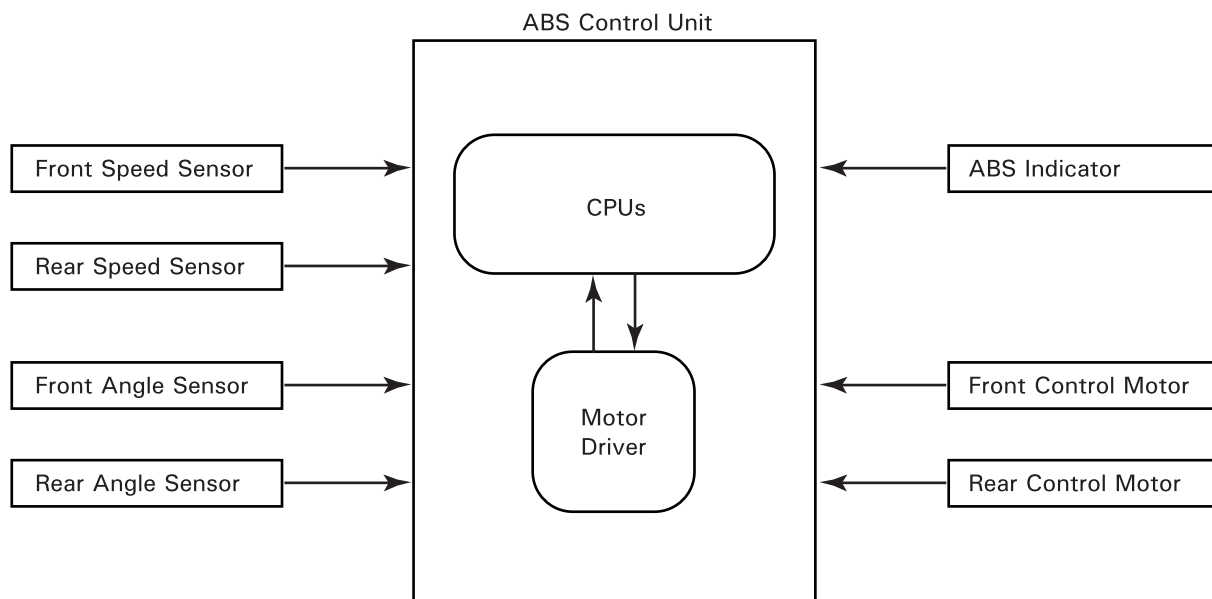 ABS Control Unit
Front Speed Sensor
Rear Speed Sensor
Front Angle Sensor
Rear Angle Sensor
CPUs
Motor
Driver
ABS Indicator
Front Control Motor
Rear Control Motor